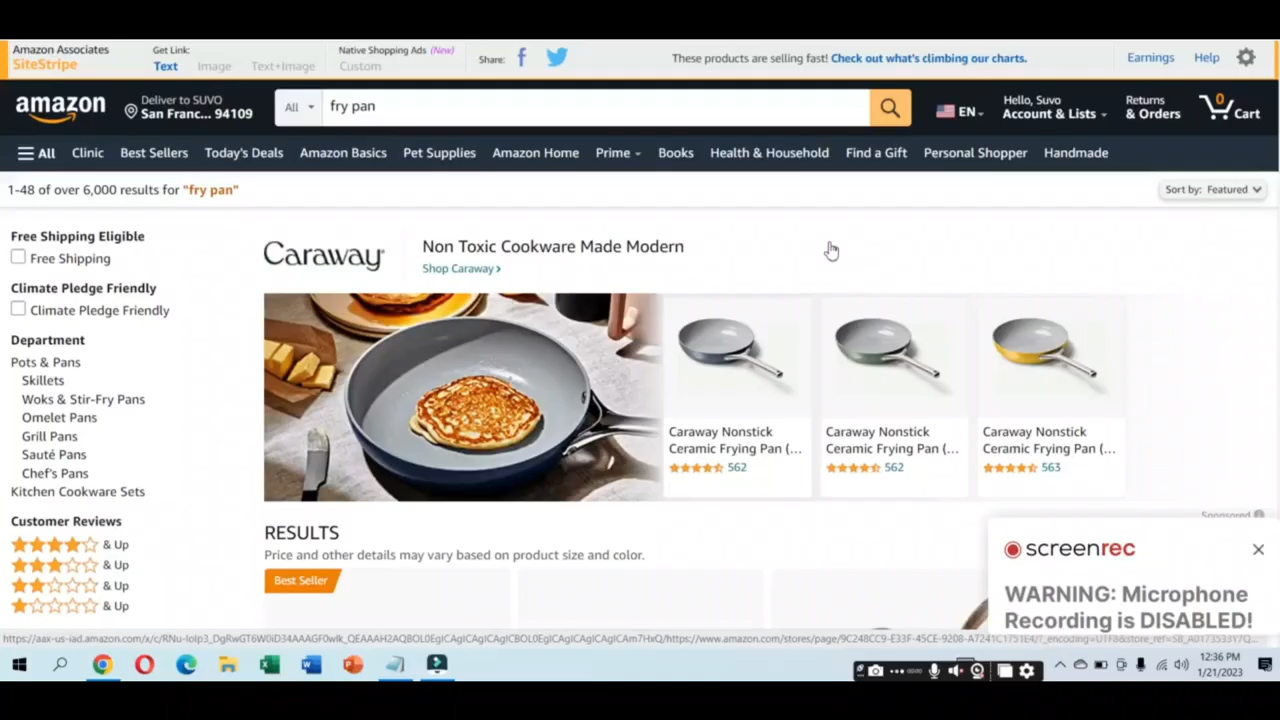 Amazon Associates
SiteStripe
Get Link:
Text Image Text+Image
Native Shopping Ads (New)
Custom
Share:
These products are selling fast! Check out what's climbing our charts.
Earnings Help
amazon
Deliver to SUVO
San Franc... 94109
All fry pan
EN
Hello, Suvo
Account & Lists
Returns
& Orders
0
Cart
All Clinic Best Sellers Today's Deals Amazon Basics Pet Supplies Amazon Home Prime Books Health & Household Find a Gift Personal Shopper Handmade
1-48 of over 6,000 results for "fry pan"
Sort by: Featured
Free Shipping Eligible
Free Shipping
Climate Pledge Friendly
Climate Pledge Friendly
Department
Pots & Pans
Skillets
Woks & Stir-Fry Pans
Omelet Pans
Grill Pans
Sauté Pans
Chef's Pans
Kitchen Cookware Sets
Customer Reviews
& Up
& Up
& Up
& Up
Caraway
Non Toxic Cookware Made Modern
Shop Caraway ›
Caraway Nonstick
Ceramic Frying Pan (...
562
Caraway Nonstick
Ceramic Frying Pan (...
562
Caraway Nonstick
Ceramic Frying Pan (...
563
Sponsored
RESULTS
Price and other details may vary based on product size and color.
Best Seller
screenrec
WARNING: Microphone
Recording is DISABLED!
12:36 PM
1/21/2023